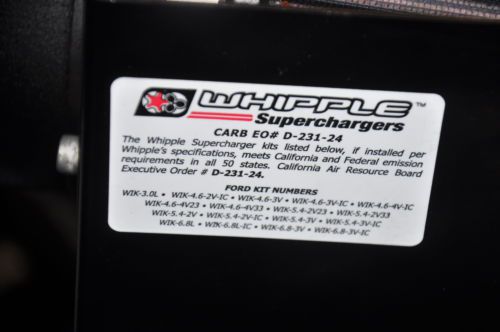 WHIPPLE™
Superchargers
CARB EO# D-231-24
The Whipple Supercharger kits listed below, if installed per
Whipple's specifications, meets California and Federal emission
requirements in all 50 states. California Air Resource Board
Executive Order # D-231-24.
FORD KIT NUMBERS
WIK-3.0L • WIK-4.6-2V-IC • WIK-4.6-3V • WIK-4.6-3V-IC • WIK-4.6-4V-IC
WIK-4.6-4V23 • WIK-4.6-4V33 • WIK-5.4-2V23 • WIK-5.4-2V33
WIK-5.4-2V • WIK-5.4-2V-IC • WIK-5.4-3V • WIK-5.4-3V-IC
WIK-6.8L • WIK-6.8L-IC • WIK-6.8-3V • WIK-6.8-3V-IC